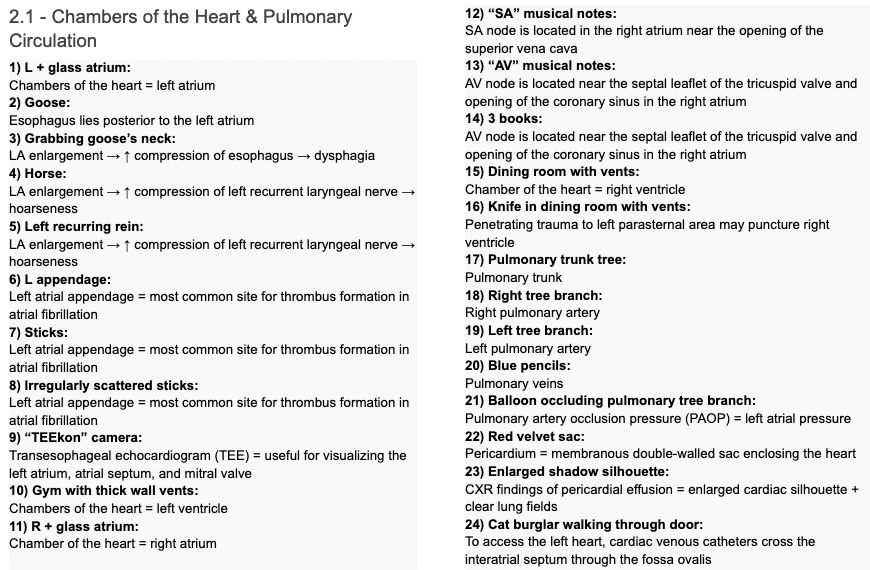 2.1 - Chambers of the Heart & Pulmonary
Circulation
1) L + glass atrium:
Chambers of the heart = left atrium
2) Goose:
Esophagus lies posterior to the left atrium
3) Grabbing goose's neck:
LA enlargement → ↑ compression of esophagus → dysphagia
4) Horse:
LA enlargement → ↑ compression of left recurrent laryngeal nerve →
hoarseness
5) Left recurring rein:
LA enlargement → ↑ compression of left recurrent laryngeal nerve →
hoarseness
6) L appendage:
Left atrial appendage = most common site for thrombus formation in
atrial fibrillation
7) Sticks:
Left atrial appendage = most common site for thrombus formation in
atrial fibrillation
8) Irregularly scattered sticks:
Left atrial appendage = most common site for thrombus formation in
atrial fibrillation
9) “TEEkon” camera:
Transesophageal echocardiogram (TEE) = useful for visualizing the
left atrium, atrial septum, and mitral valve
10) Gym with thick wall vents:
Chambers of the heart = left ventricle
11) R + glass atrium:
Chamber of the heart = right atrium
12) “SA” musical notes:
SA node is located in the right atrium near the opening of the
superior vena cava
13) “AV” musical notes:
AV node is located near the septal leaflet of the tricuspid valve and
opening of the coronary sinus in the right atrium
14) 3 books:
AV node is located near the septal leaflet of the tricuspid valve and
opening of the coronary sinus in the right atrium
15) Dining room with vents:
Chamber of the heart = right ventricle
16) Knife in dining room with vents:
Penetrating trauma to left parasternal area may puncture right
ventricle
17) Pulmonary trunk tree:
Pulmonary trunk
18) Right tree branch:
Right pulmonary artery
19) Left tree branch:
Left pulmonary artery
20) Blue pencils:
Pulmonary veins
21) Balloon occluding pulmonary tree branch:
Pulmonary artery occlusion pressure (PAOP) = left atrial pressure
22) Red velvet sac:
Pericardium = membranous double-walled sac enclosing the heart
23) Enlarged shadow silhouette:
CXR findings of pericardial effusion = enlarged cardiac silhouette +
clear lung fields
24) Cat burglar walking through door:
To access the left heart, cardiac venous catheters cross the
interatrial septum through the fossa ovalis